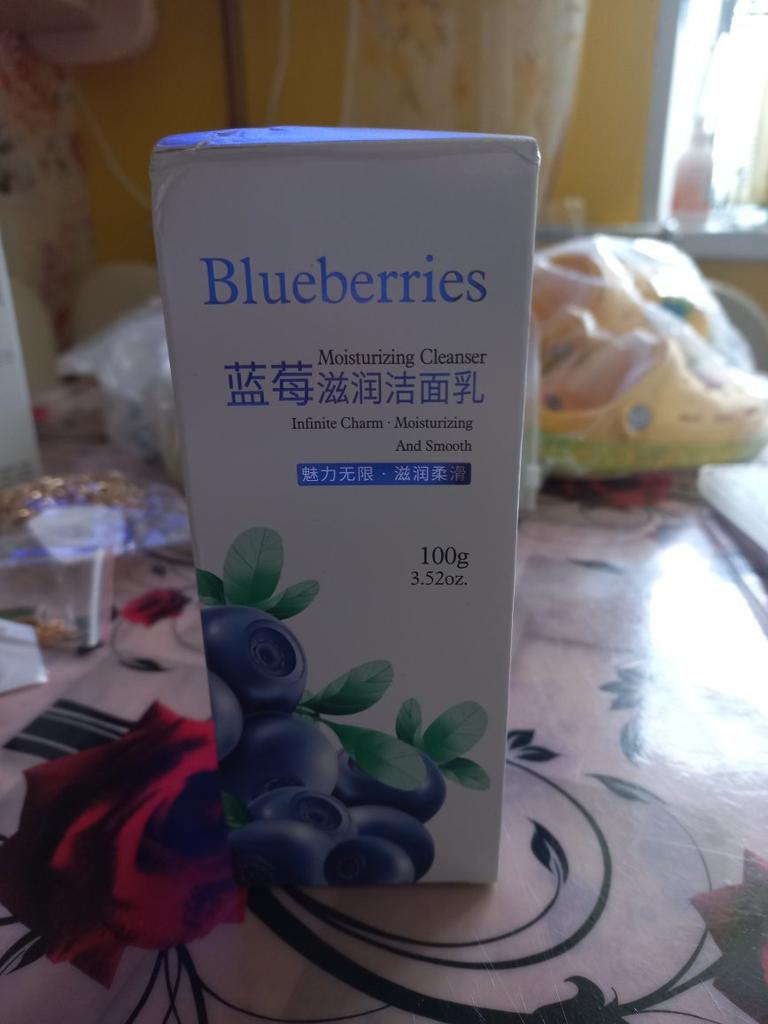 Blueberries
Moisturizing Cleanser
蓝莓滋润洁面乳
Infinite Charm · Moisturizing
And Smooth
魅力无限 · 滋润柔滑
100g
3.52oz.